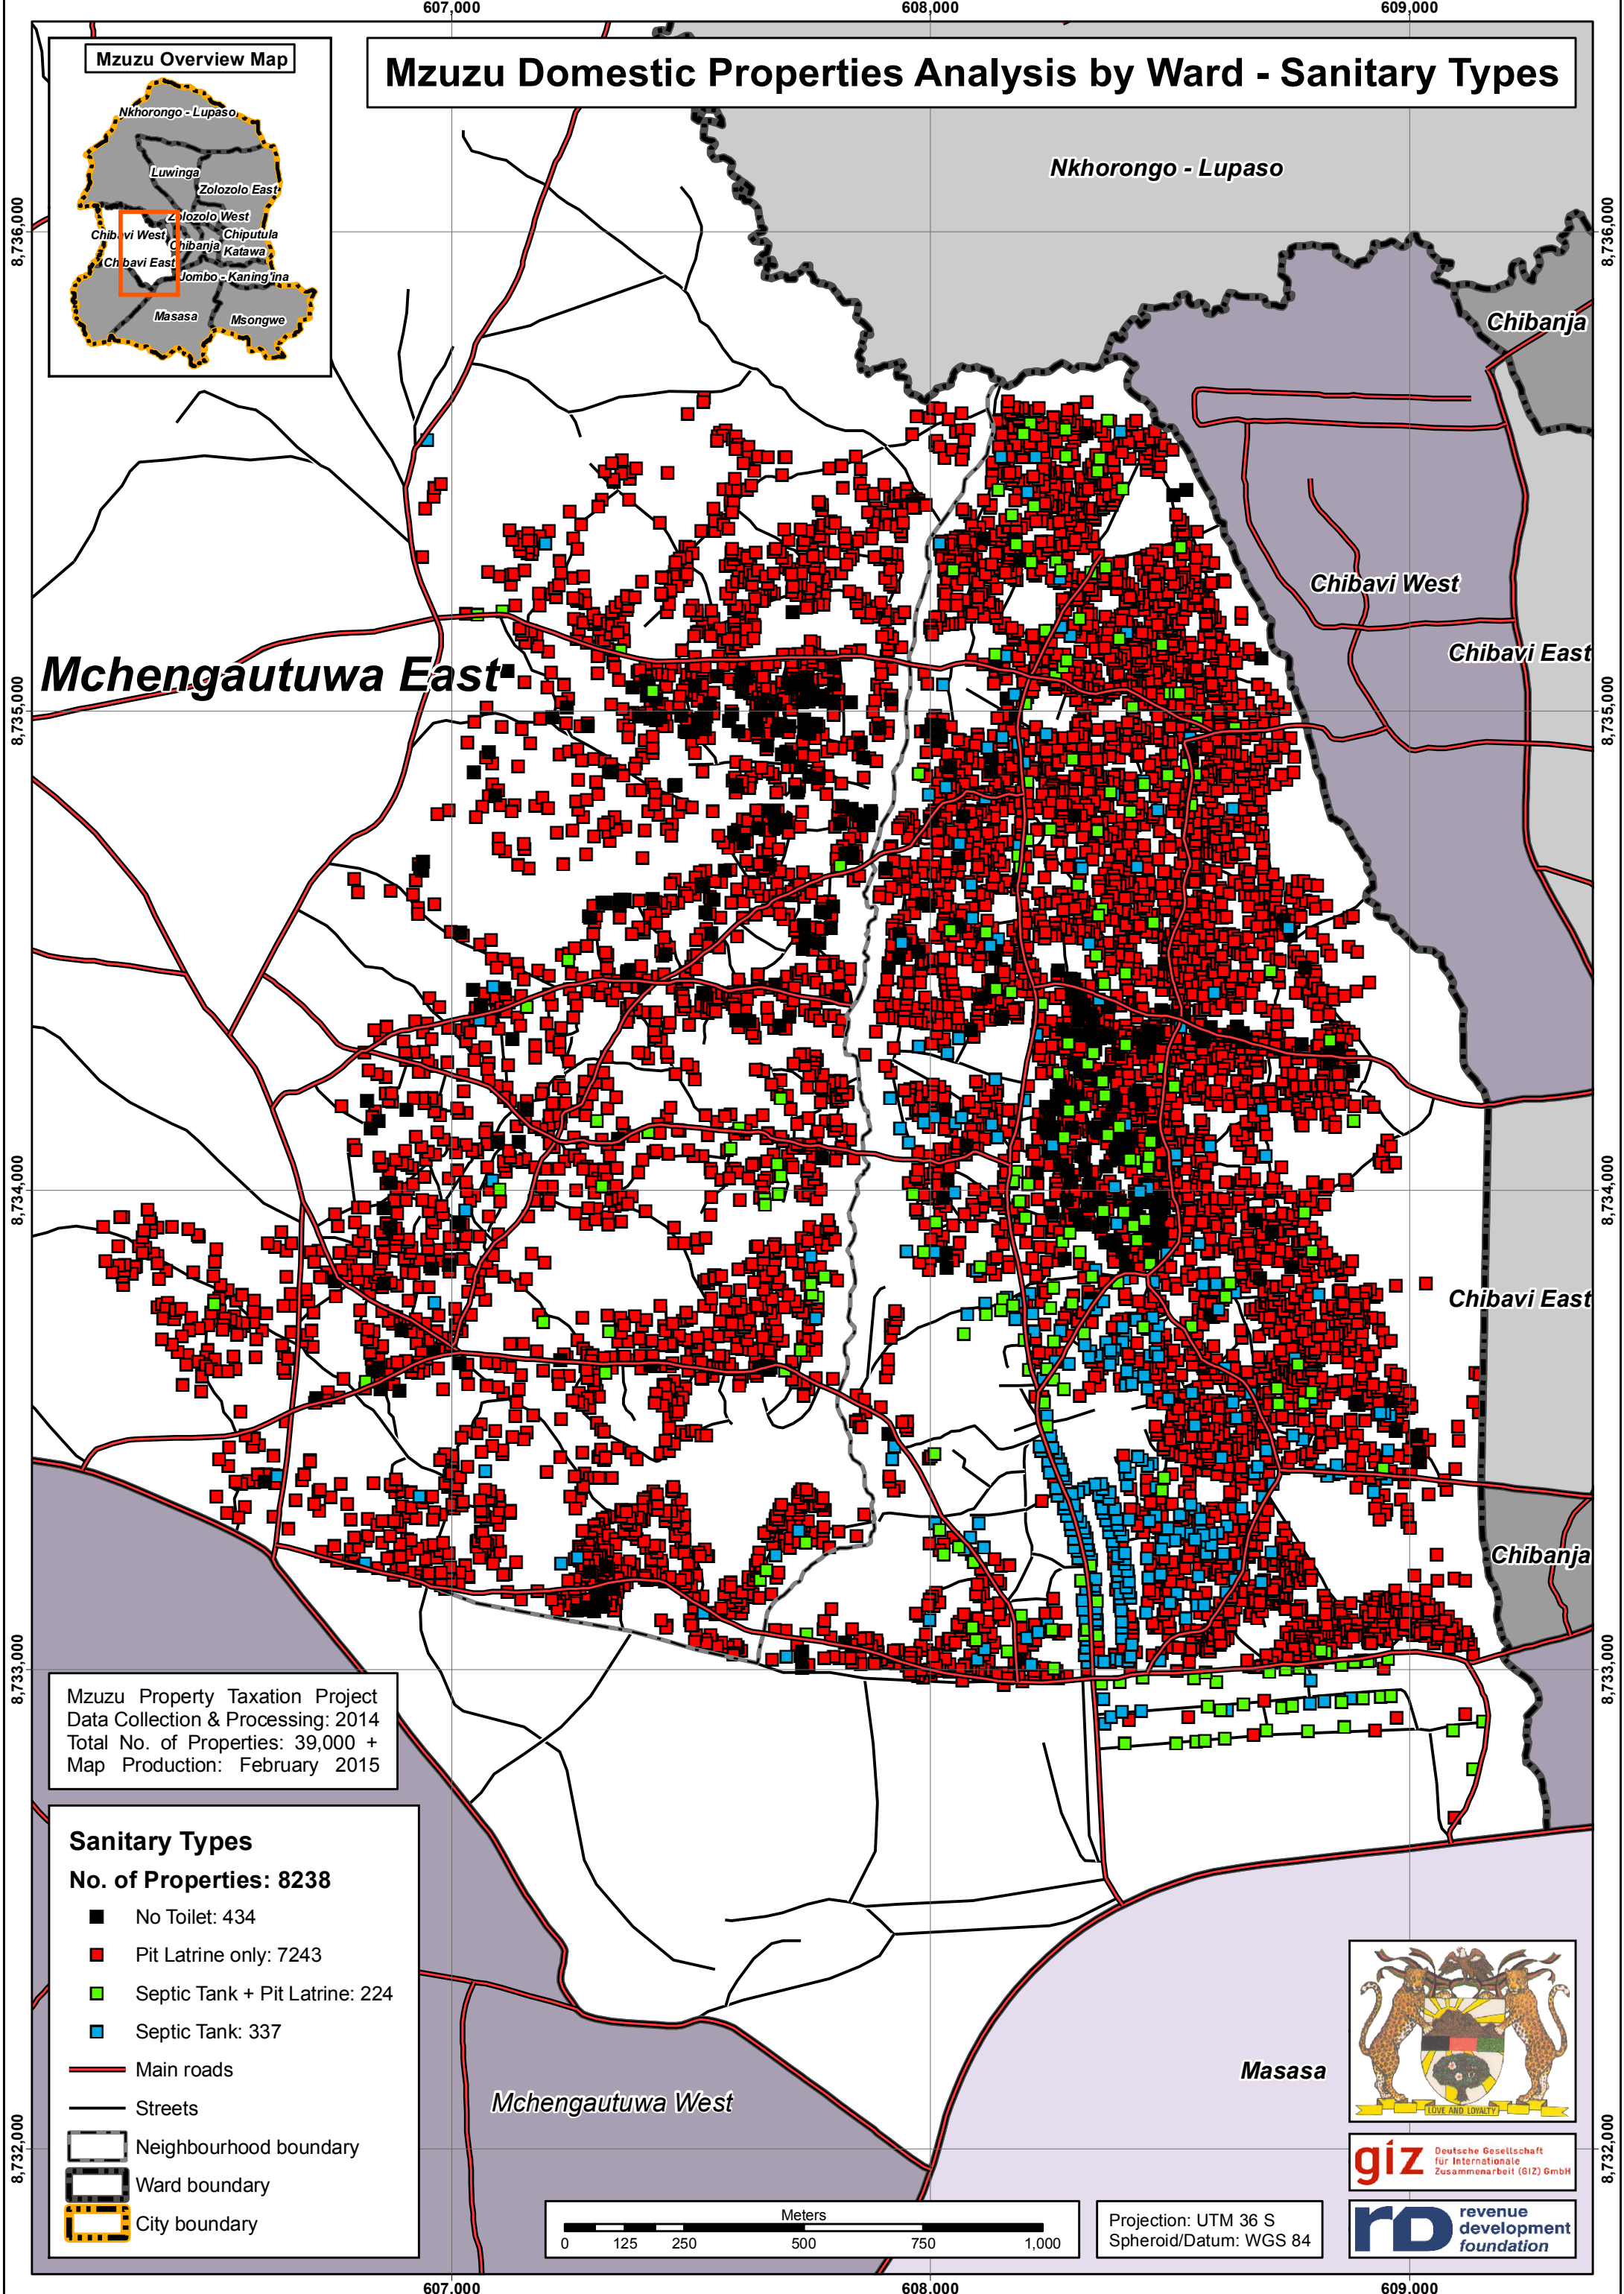 607,000
608,000
609,000
Mzuzu Overview Map
Nkhorongo - Lupaso
Luwinga
Zolozolo East
Zolozolo West
Chibavi West
Chiputula
Chibanja
Katawa
Chibavi East
Jombo - Kaning'ina
Masasa
Msongwe
Mzuzu Domestic Properties Analysis by Ward - Sanitary Types
Nkhorongo - Lupaso
8,736,000
8,736,000
Chibanja
Chibavi West
Chibavi East
Mchengautuwa East
8,735,000
8,735,000
8,734,000
8,734,000
Chibavi East
Chibanja
8,733,000
8,733,000
Mzuzu Property Taxation Project
Data Collection & Processing: 2014
Total No. of Properties: 39,000 +
Map Production: February 2015
Sanitary Types
No. of Properties: 8238
No Toilet: 434
Pit Latrine only: 7243
Septic Tank + Pit Latrine: 224
Septic Tank: 337
Main roads
Streets
Neighbourhood boundary
Ward boundary
City boundary
Mchengautuwa West
Masasa
LOVE AND LOYALTY
8,732,000
8,732,000
giz Deutsche Gesellschaft
für Internationale
Zusammenarbeit (GIZ) GmbH
Meters
0 125 250 500 750 1,000
Projection: UTM 36 S
Spheroid/Datum: WGS 84
rD revenue
development
foundation
607,000
608,000
609,000